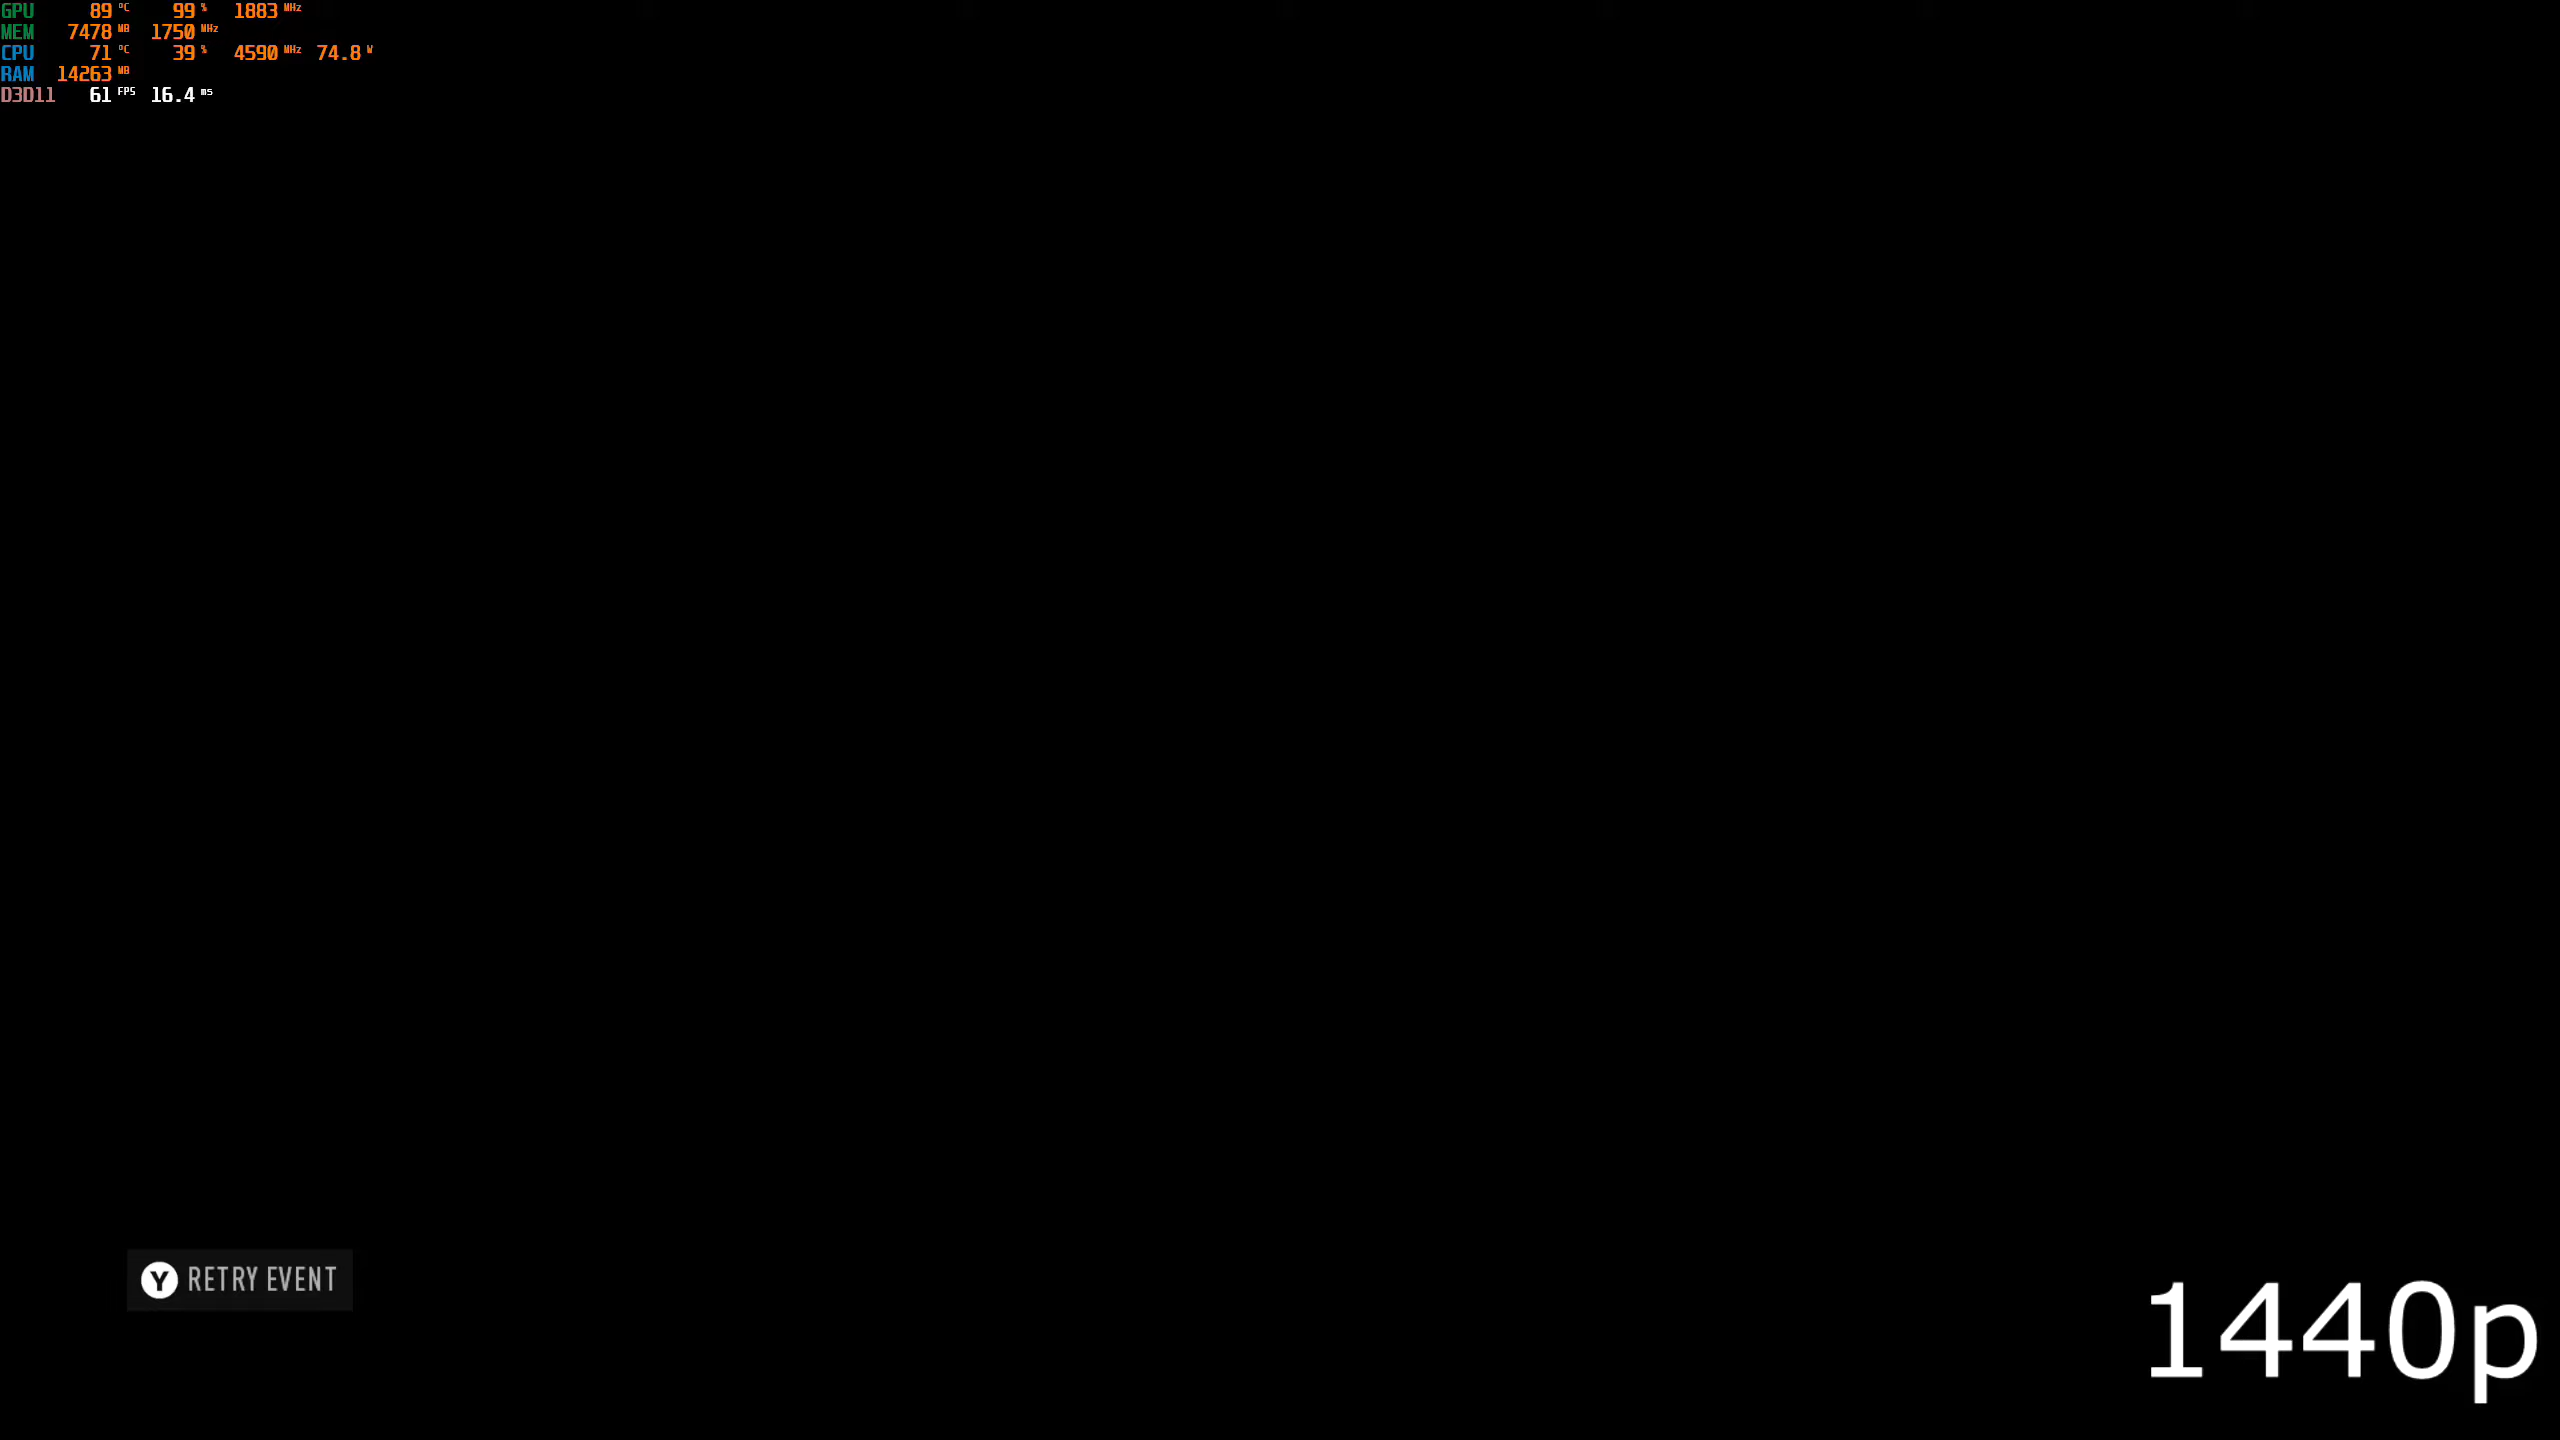 GPU 89 °C 99 % 1883 MHz
MEM 7478 MB 1750 MHz
CPU 71 °C 39 % 4590 MHz 74.8 W
RAM 14263 MB
D3D11 61 FPS 16.4 ms
Y RETRY EVENT
1440p